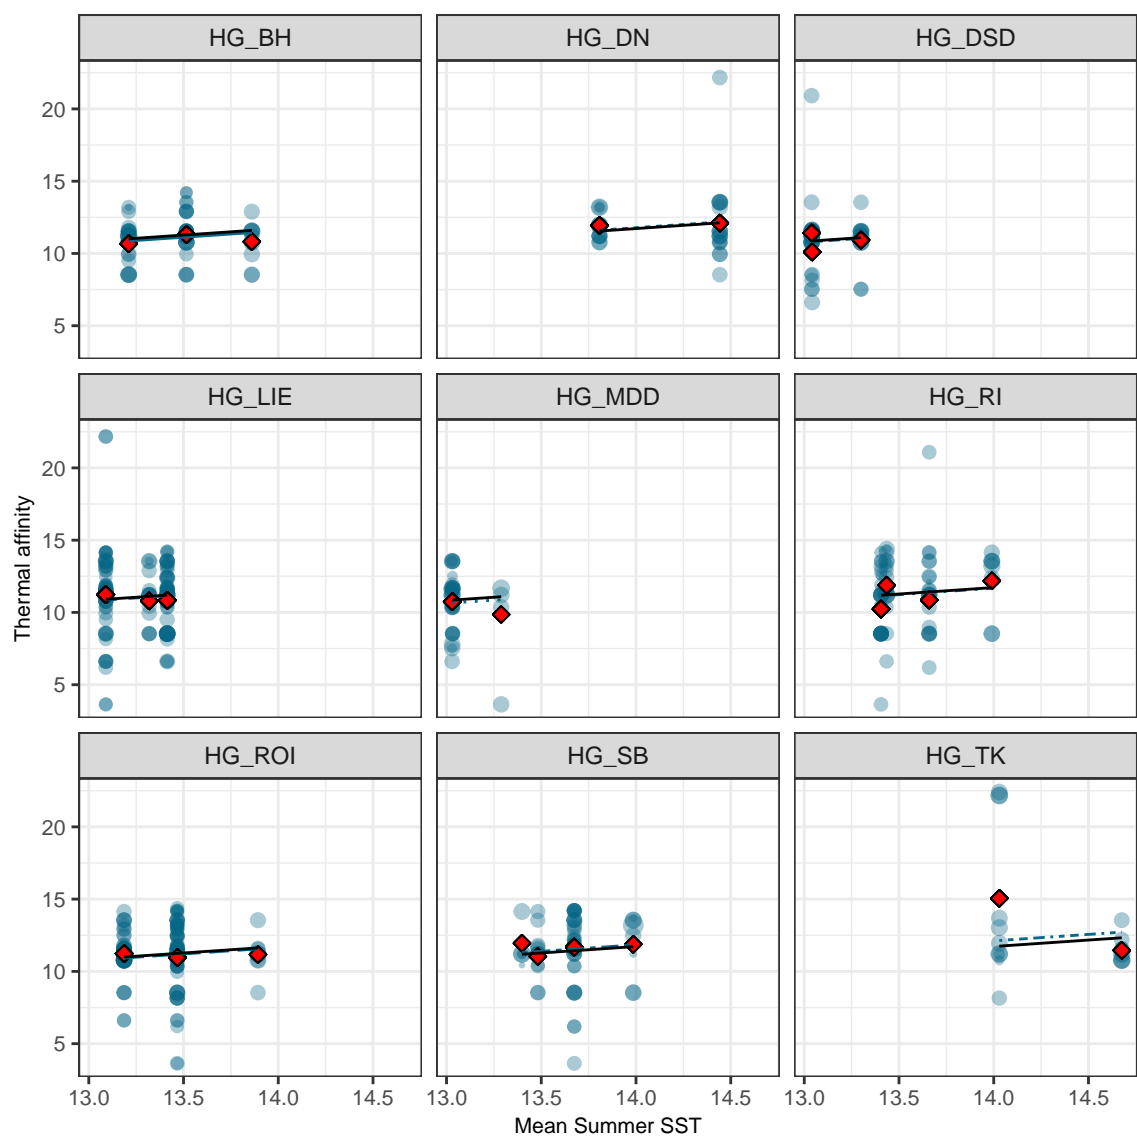 HG_BH HG_DN HG_DSD
20
15
10
5
HG_LIE HG_MDD HG_RI
20
15
10
5
Thermal affinity
HG_ROI HG_SB HG_TK
20
15
10
5
13.0 13.5 14.0 14.5 13.0 13.5 14.0 14.5 13.0 13.5 14.0 14.5
Mean Summer SST